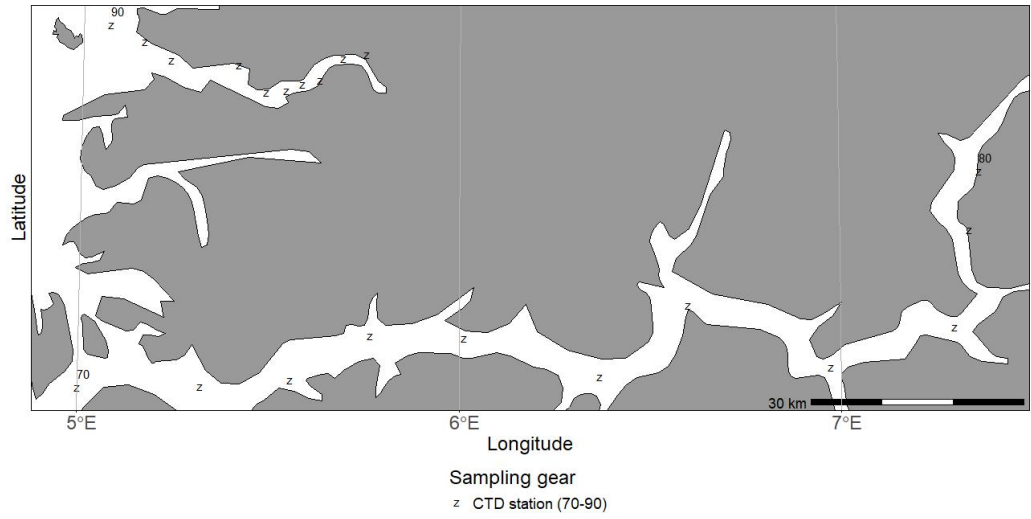 90
80
Latitude
70
30 km
5°E 6°E 7°E
Longitude
Sampling gear
z CTD station (70-90)